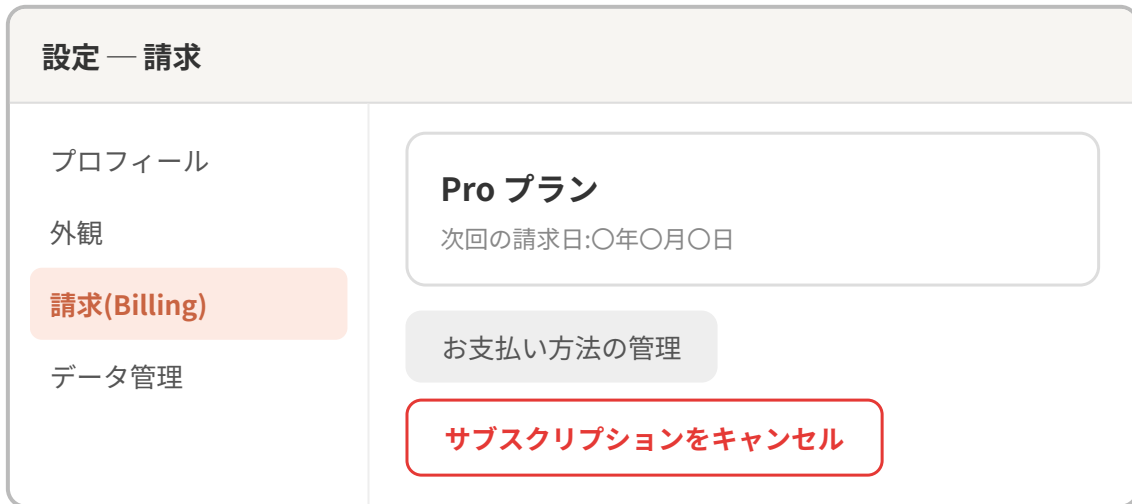 設定 — 請求
プロフィール
外観
請求(Billing)
データ管理
Pro プラン
次回の請求日:〇年〇月〇日
お支払い方法の管理
サブスクリプションをキャンセル